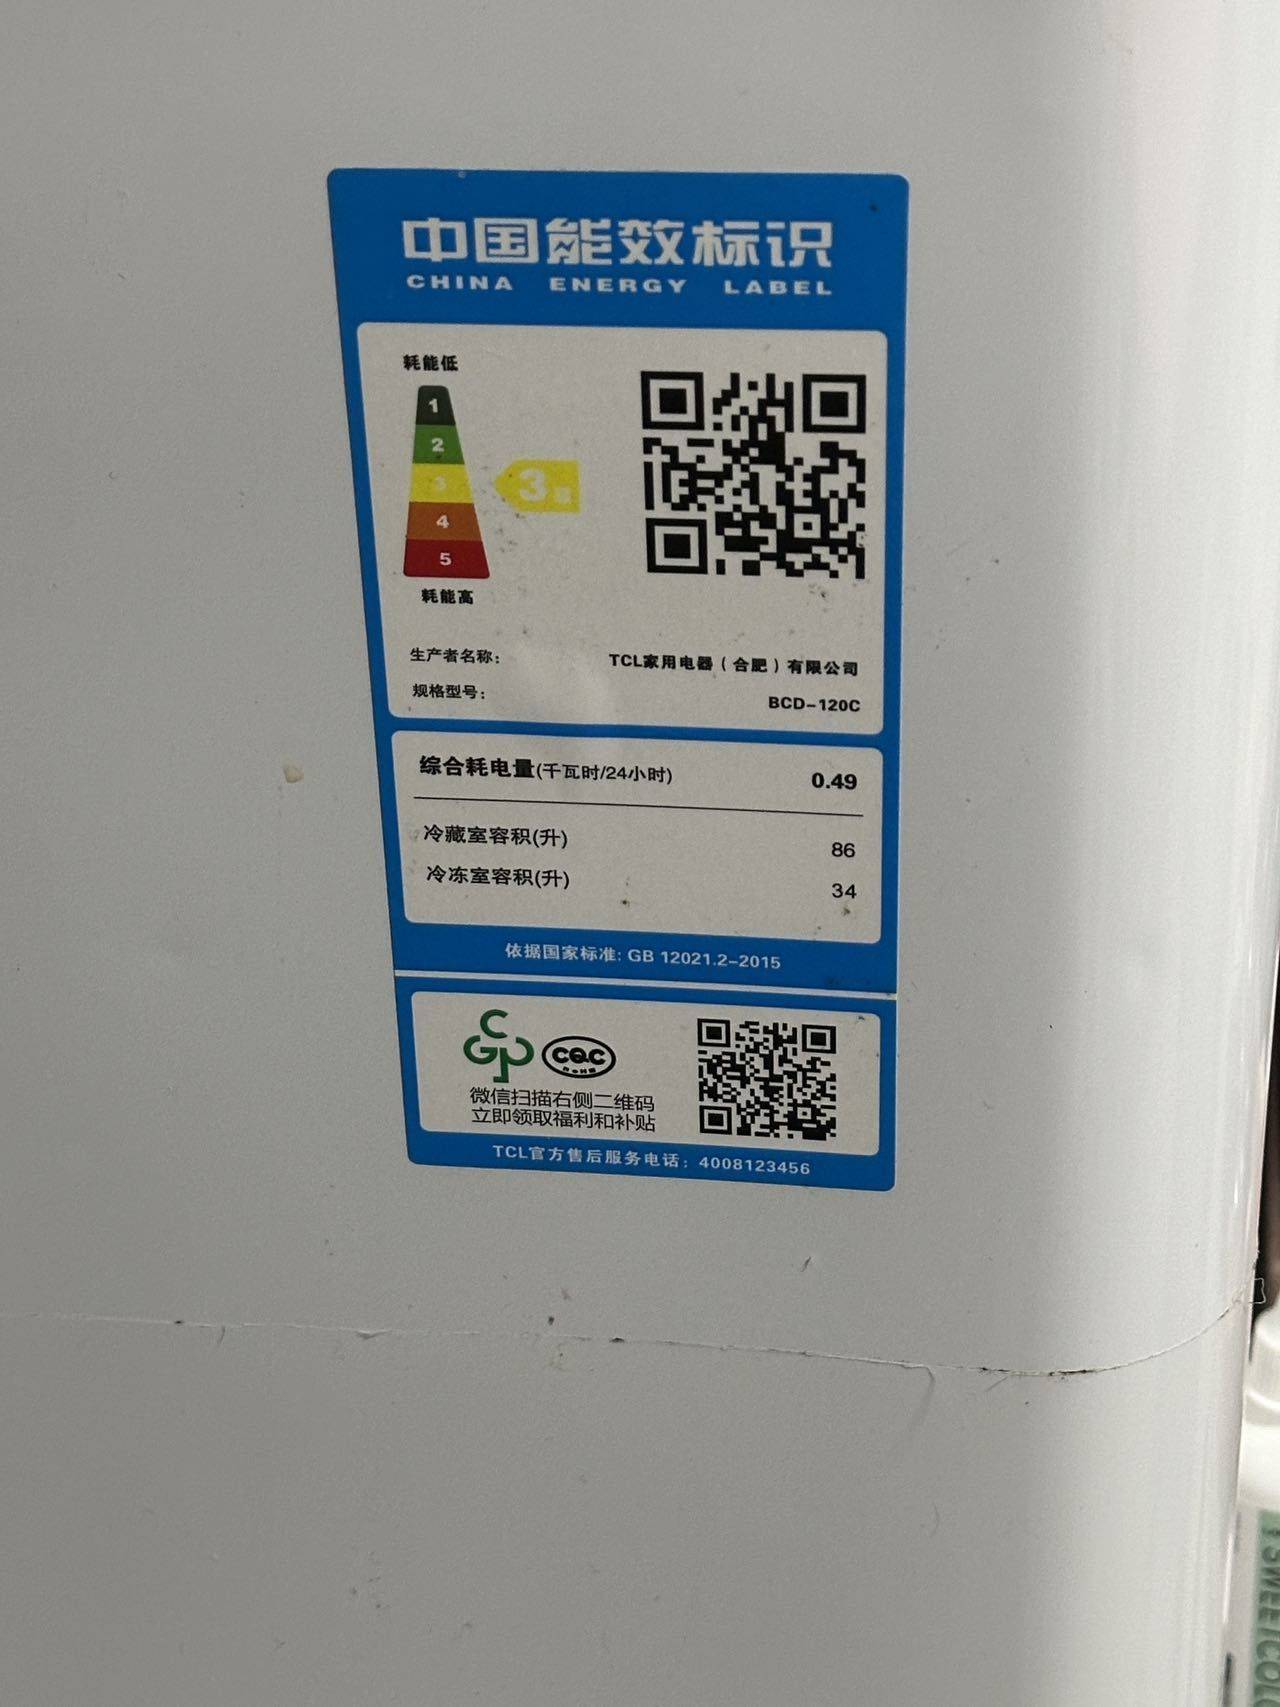 中国能效标识
CHINA ENERGY LABEL
耗能低
1
2
3
4
5
3级
耗能高
生产者名称: TCL家用电器(合肥)有限公司
规格型号: BCD-120C
综合耗电量(千瓦时/24小时) 0.49
冷藏室容积(升) 86
冷冻室容积(升) 34
依据国家标准: GB 12021.2-2015
CGP
CQC
微信扫描右侧二维码
立即领取福利和补贴
TCL官方售后服务电话: 4008123456